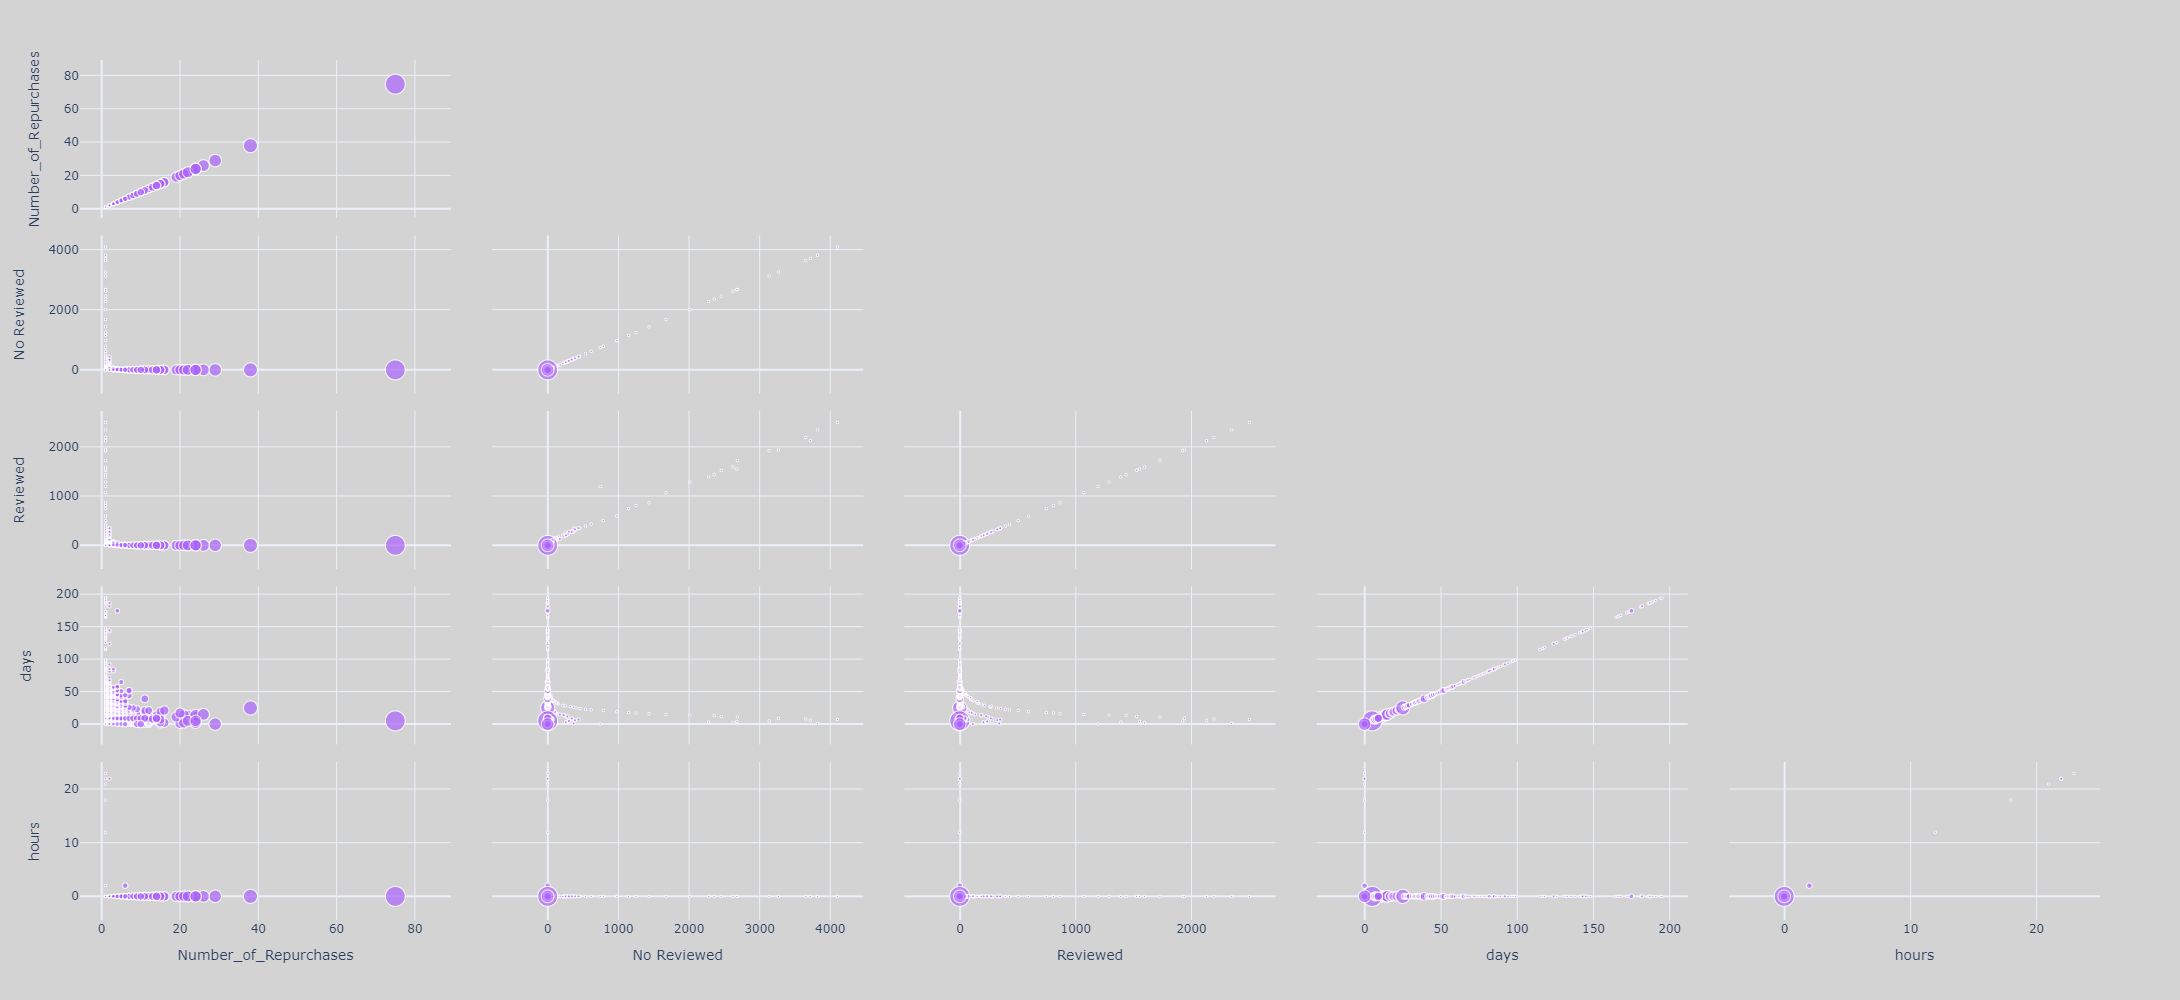 Number_of_Repurchases
80
60
40
20
0
No Reviewed
4000
2000
0
Reviewed
2000
1000
0
days
200
150
100
50
0
hours
20
10
0
0 20 40 60 80
0 1000 2000 3000 4000
0 1000 2000
0 50 100 150 200
0 10 20
Number_of_Repurchases
No Reviewed
Reviewed
days
hours